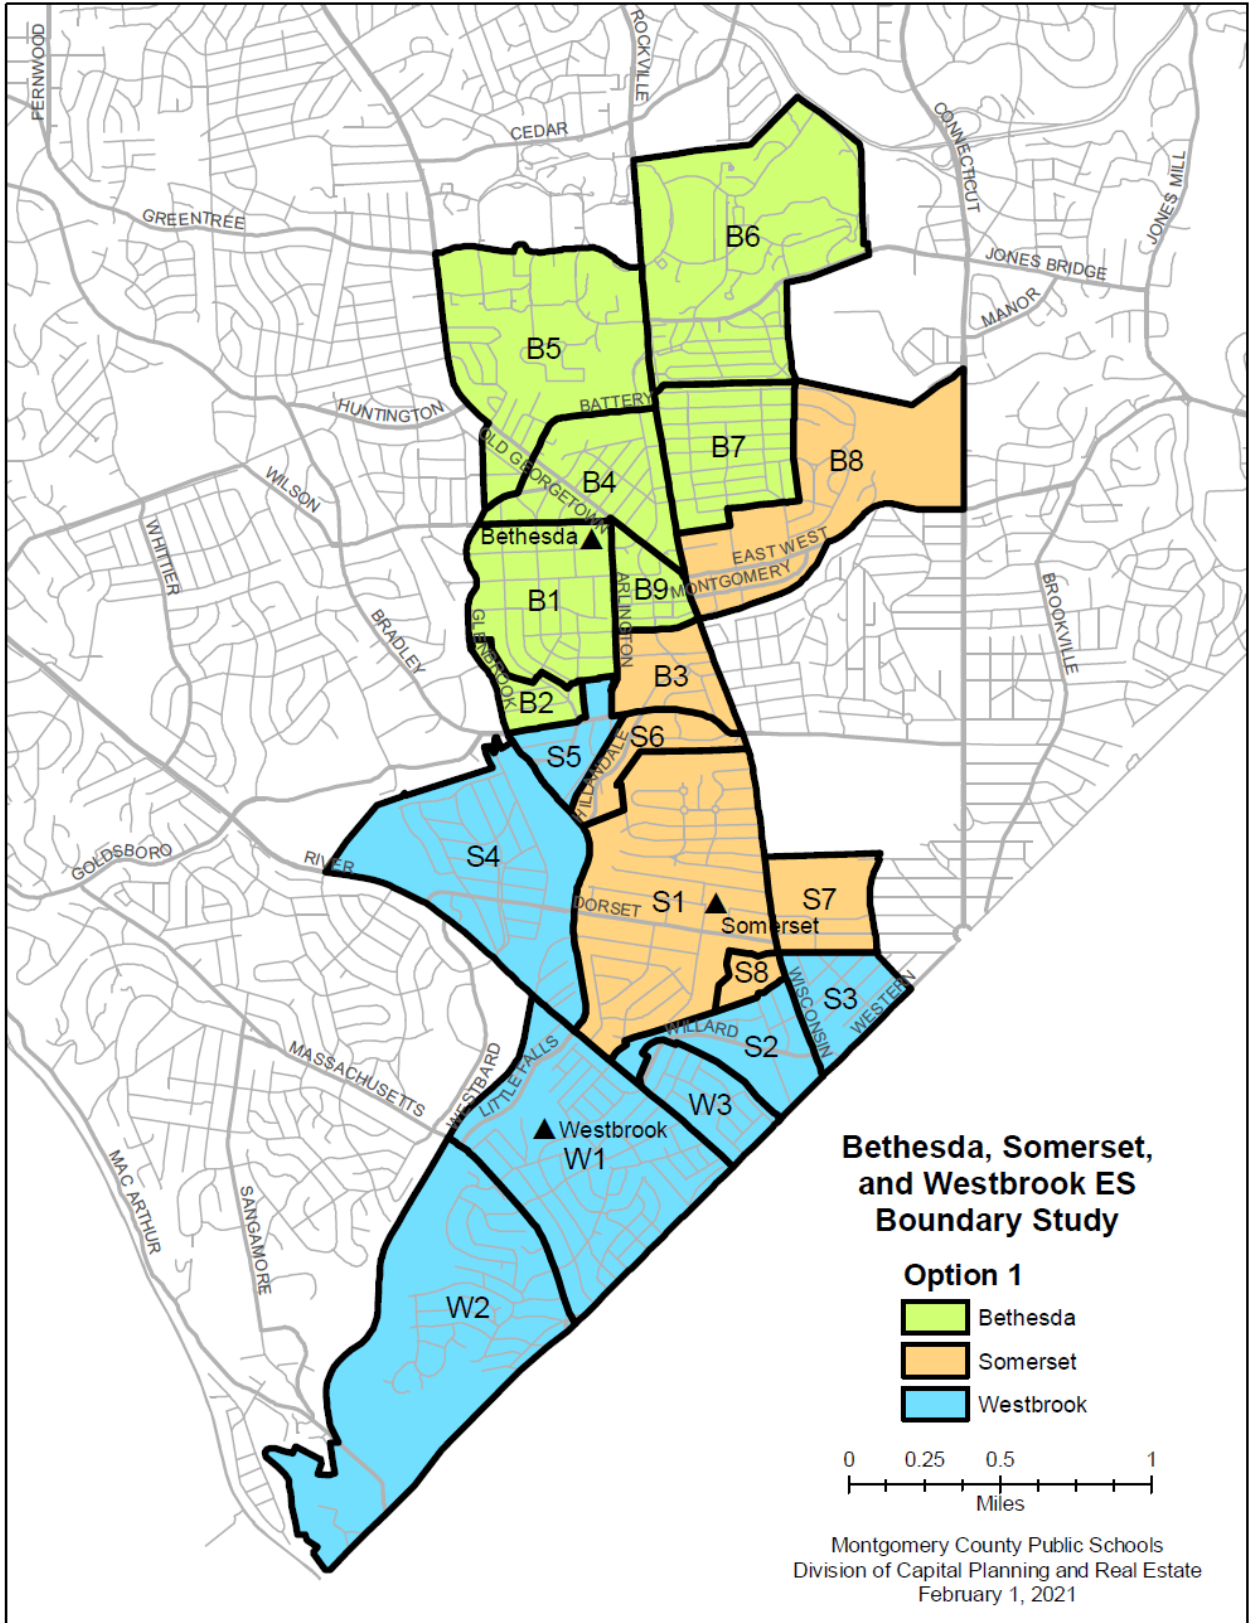 FERNWOOD
ROCKVILLE
CEDAR
CONNECTICUT
JONES MILL
GREENTREE
B6
JONES BRIDGE
MANOR
B5
BATTERY
HUNTINGTON
OLD GEORGETOWN
B7
B8
WILSON
B4
WHITTIER
Bethesda
EAST WEST
MONTGOMERY
B9
B1
ARLINGTON
GLENBROOK
BRADLEY
BROOKVILLE
B3
B2
S6
S5
HILLANDALE
GOLDSBORO
RIVER
S4
DORSET
S1
S7
Somerset
S8
WISCONSIN
S3
WESTERN
WILLARD
S2
MASSACHUSETTS
WESTBARD
LITTLE FALLS
W3
Westbrook
W1
MAC ARTHUR
SANGAMORE
W2
Bethesda, Somerset,
and Westbrook ES
Boundary Study
Option 1
Bethesda
Somerset
Westbrook
0 0.25 0.5 1
Miles
Montgomery County Public Schools
Division of Capital Planning and Real Estate
February 1, 2021